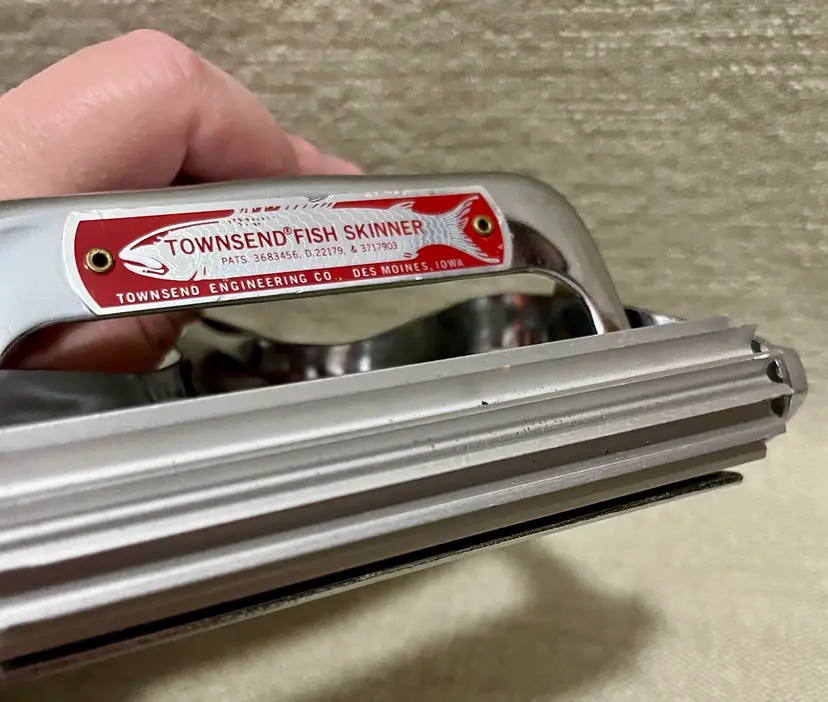 TOWNSEND® FISH SKINNER
PATS. 3683456, D.22179, & 3717903
TOWNSEND ENGINEERING CO., DES MOINES, IOWA